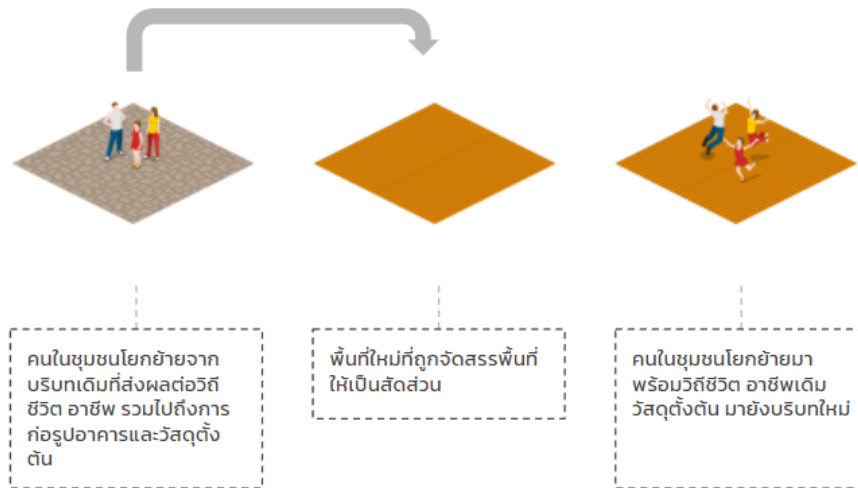 คนในชุมชนโยกย้ายจาก
บริบทเดิมที่ส่งผลต่อวิถี
ชีวิต อาชีพ รวมไปถึงการ
ก่อรูปอาคารและวัสดุตั้ง
ต้น
พื้นที่ใหม่ที่ถูกจัดสรรพื้นที่
ให้เป็นสัดส่วน
คนในชุมชนโยกย้ายมา
พร้อมวิถีชีวิต อาชีพเดิม
วัสดุตั้งต้น มายังบริบทใหม่